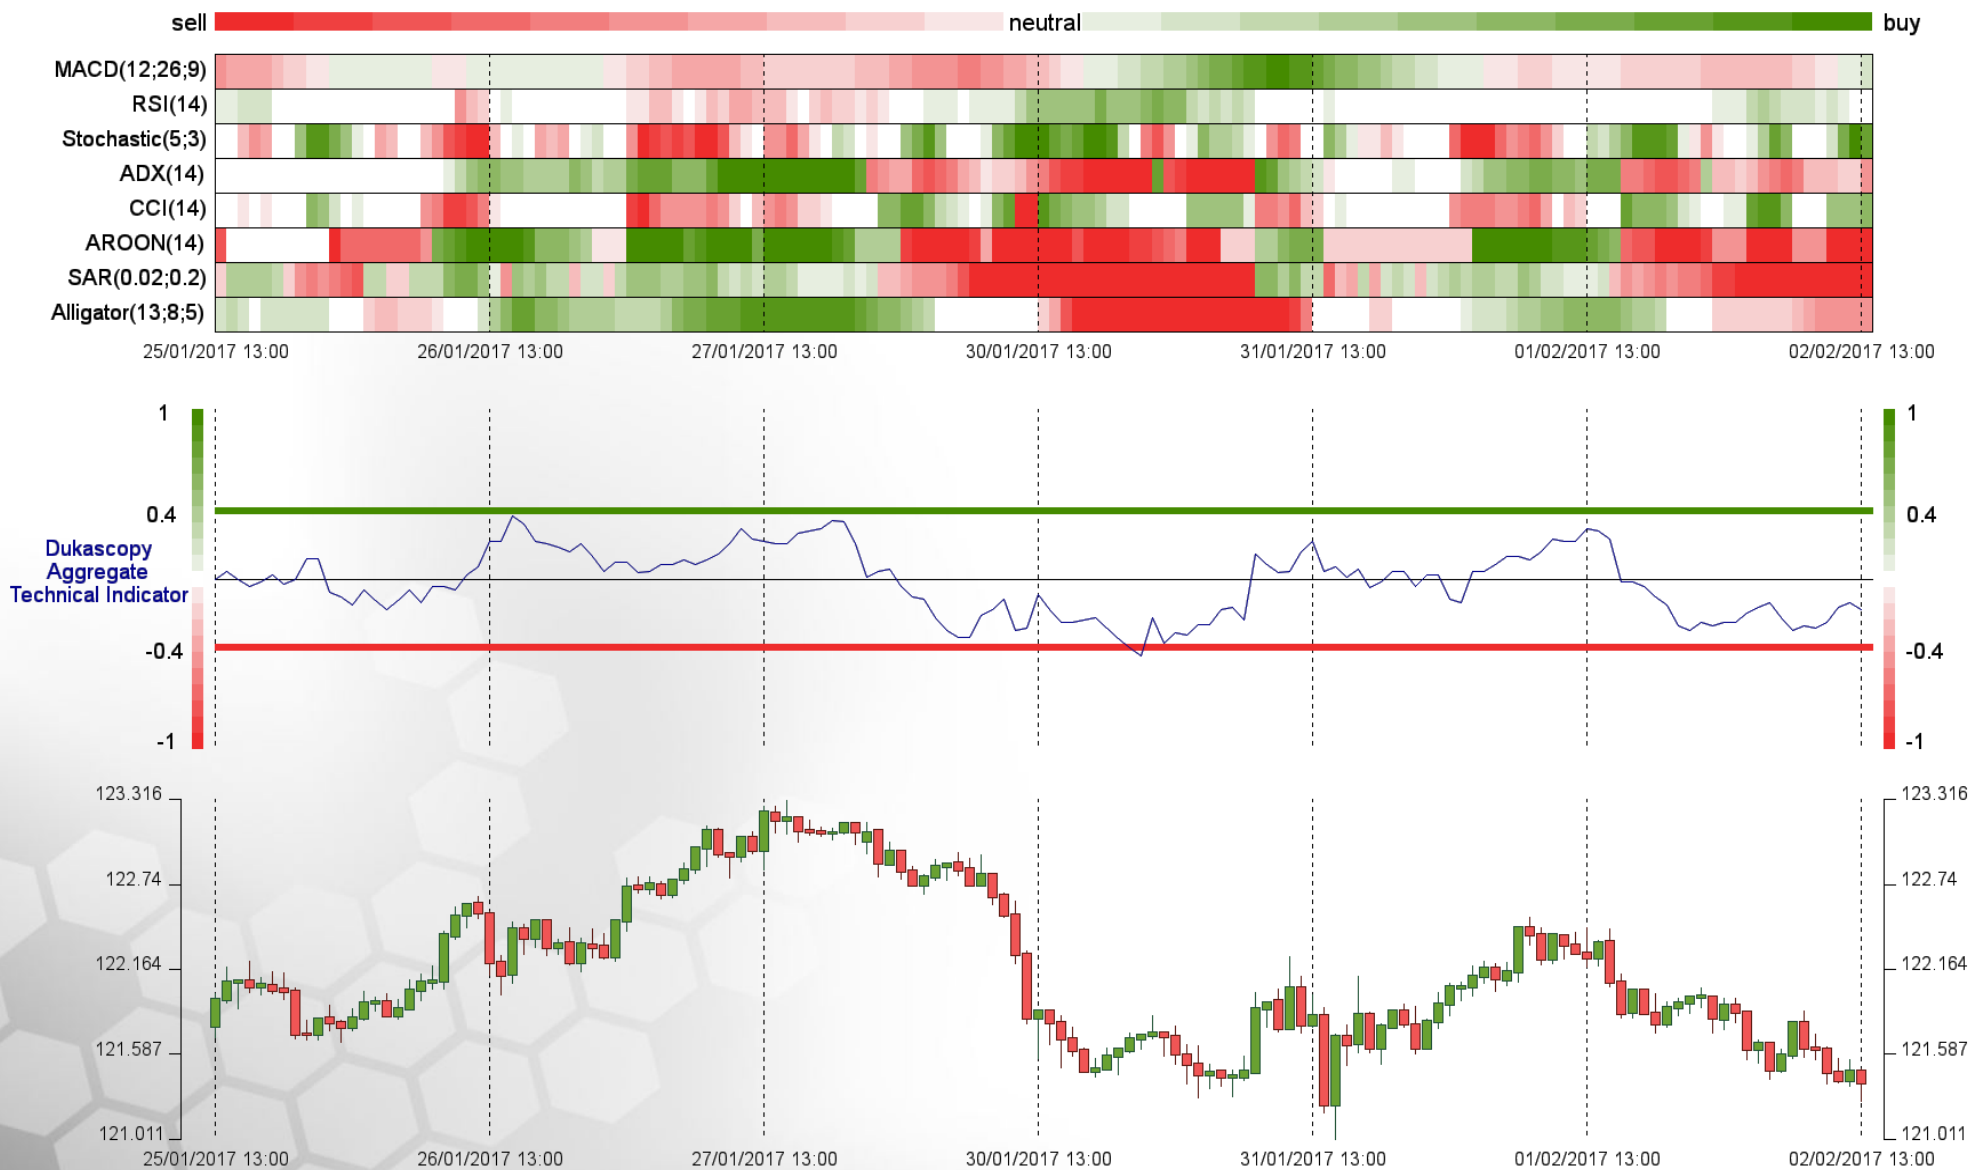 sell neutral buy
MACD(12;26;9)
RSI(14)
Stochastic(5;3)
ADX(14)
CCI(14)
AROON(14)
SAR(0.02;0.2)
Alligator(13;8;5)
25/01/2017 13:00 26/01/2017 13:00 27/01/2017 13:00 30/01/2017 13:00 31/01/2017 13:00 01/02/2017 13:00 02/02/2017 13:00
1 1
0.4 0.4
Dukascopy
Aggregate
Technical Indicator
-0.4 -0.4
-1 -1
123.316 123.316
122.74 122.74
122.164 122.164
121.587 121.587
121.011 121.011
25/01/2017 13:00 26/01/2017 13:00 27/01/2017 13:00 30/01/2017 13:00 31/01/2017 13:00 01/02/2017 13:00 02/02/2017 13:00